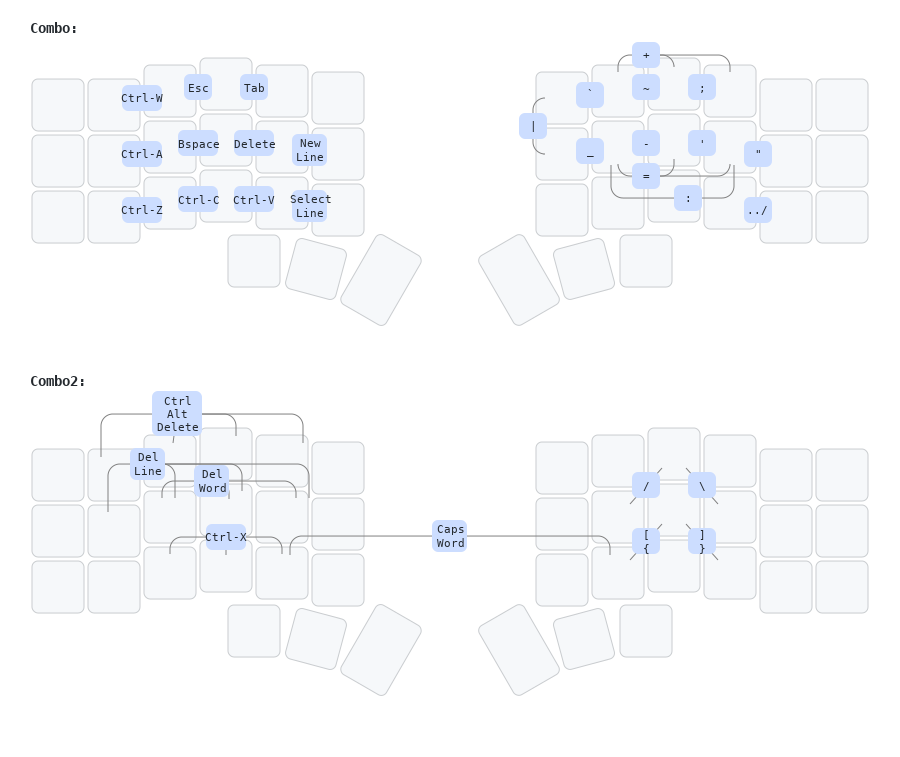 Combo:
+
Esc
Tab
`
~
;
Ctrl-W
|
Bspace
Delete
New
Line
_
-
'
"
Ctrl-A
=
Ctrl-Z
Ctrl-C
Ctrl-V
Select
Line
:
../
Combo2:
Ctrl
Alt
Delete
Del
Line
Del
Word
/
\
Ctrl-X
Caps
Word
[
{
]
}